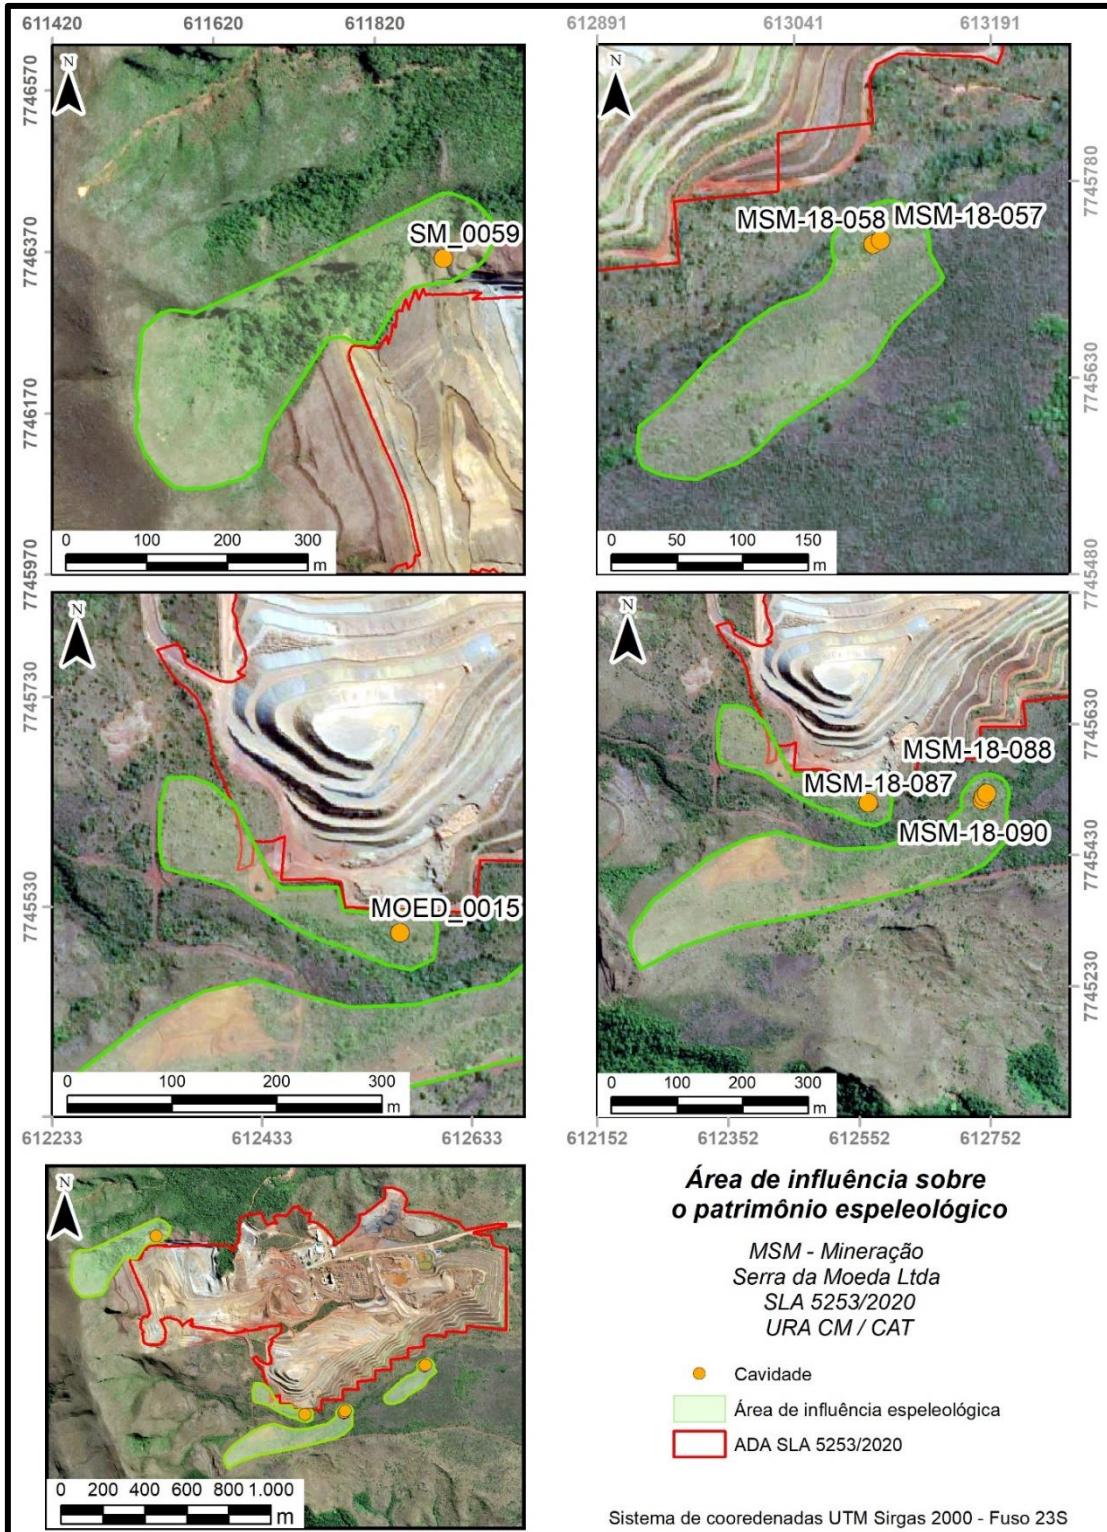 611420 611620 611820 612891 613041 613191
N
N
7746570
7746370
7746170
7745970
7745780
7745630
7745480
SM_0059
MSM-18-058 MSM-18-057
0 100 200 300
m
0 50 100 150
m
N
N
7745730
7745530
7745630
7745430
7745230
MOED_0015
MSM-18-088
MSM-18-087
MSM-18-090
0 100 200 300
m
0 100 200 300
m
612233 612433 612633 612152 612352 612552 612752
N
0 200 400 600 800 1.000
m
Área de influência sobre
o patrimônio espeleológico
MSM - Mineração
Serra da Moeda Ltda
SLA 5253/2020
URA CM / CAT
Cavidade
Área de influência espeleológica
ADA SLA 5253/2020
Sistema de cooredenadas UTM Sirgas 2000 - Fuso 23S